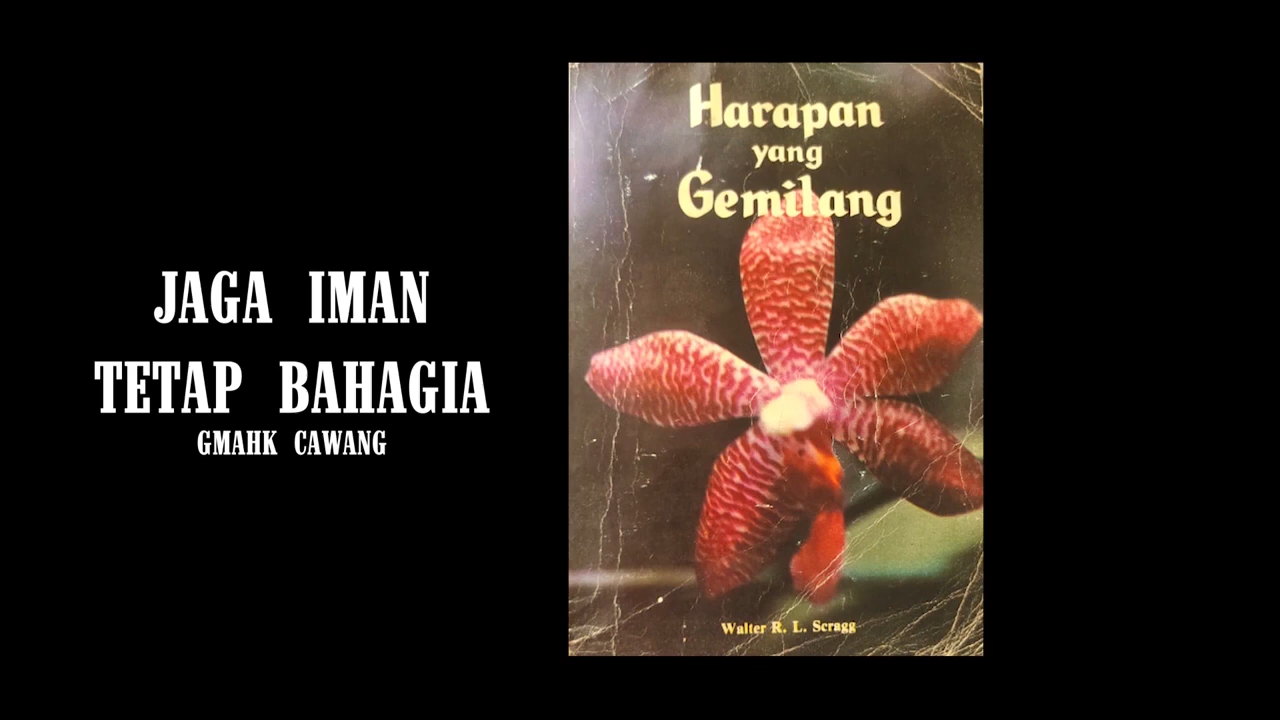 JAGA IMAN
TETAP BAHAGIA
GMAHK CAWANG
Harapan
yang
Gemilang
Walter R. L. Scragg